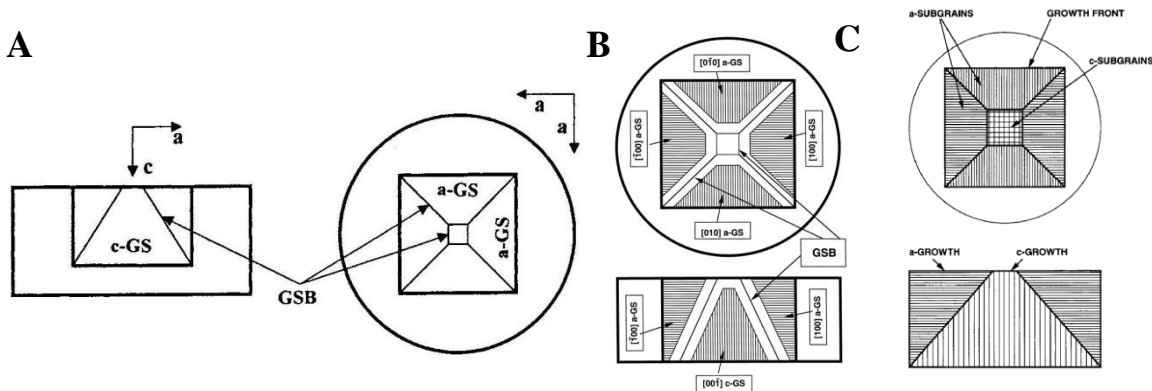 A
a
c
c-GS
GSB
a
a
a-GS
a-GS
B
[01̄0] a-GS
[1̄00] a-GS
[100] a-GS
[010] a-GS
GSB
[1̄00] a-GS
[100] a-GS
[001̄] c-GS
C
a-SUBGRAINS
GROWTH FRONT
c-SUBGRAINS
a-GROWTH
c-GROWTH